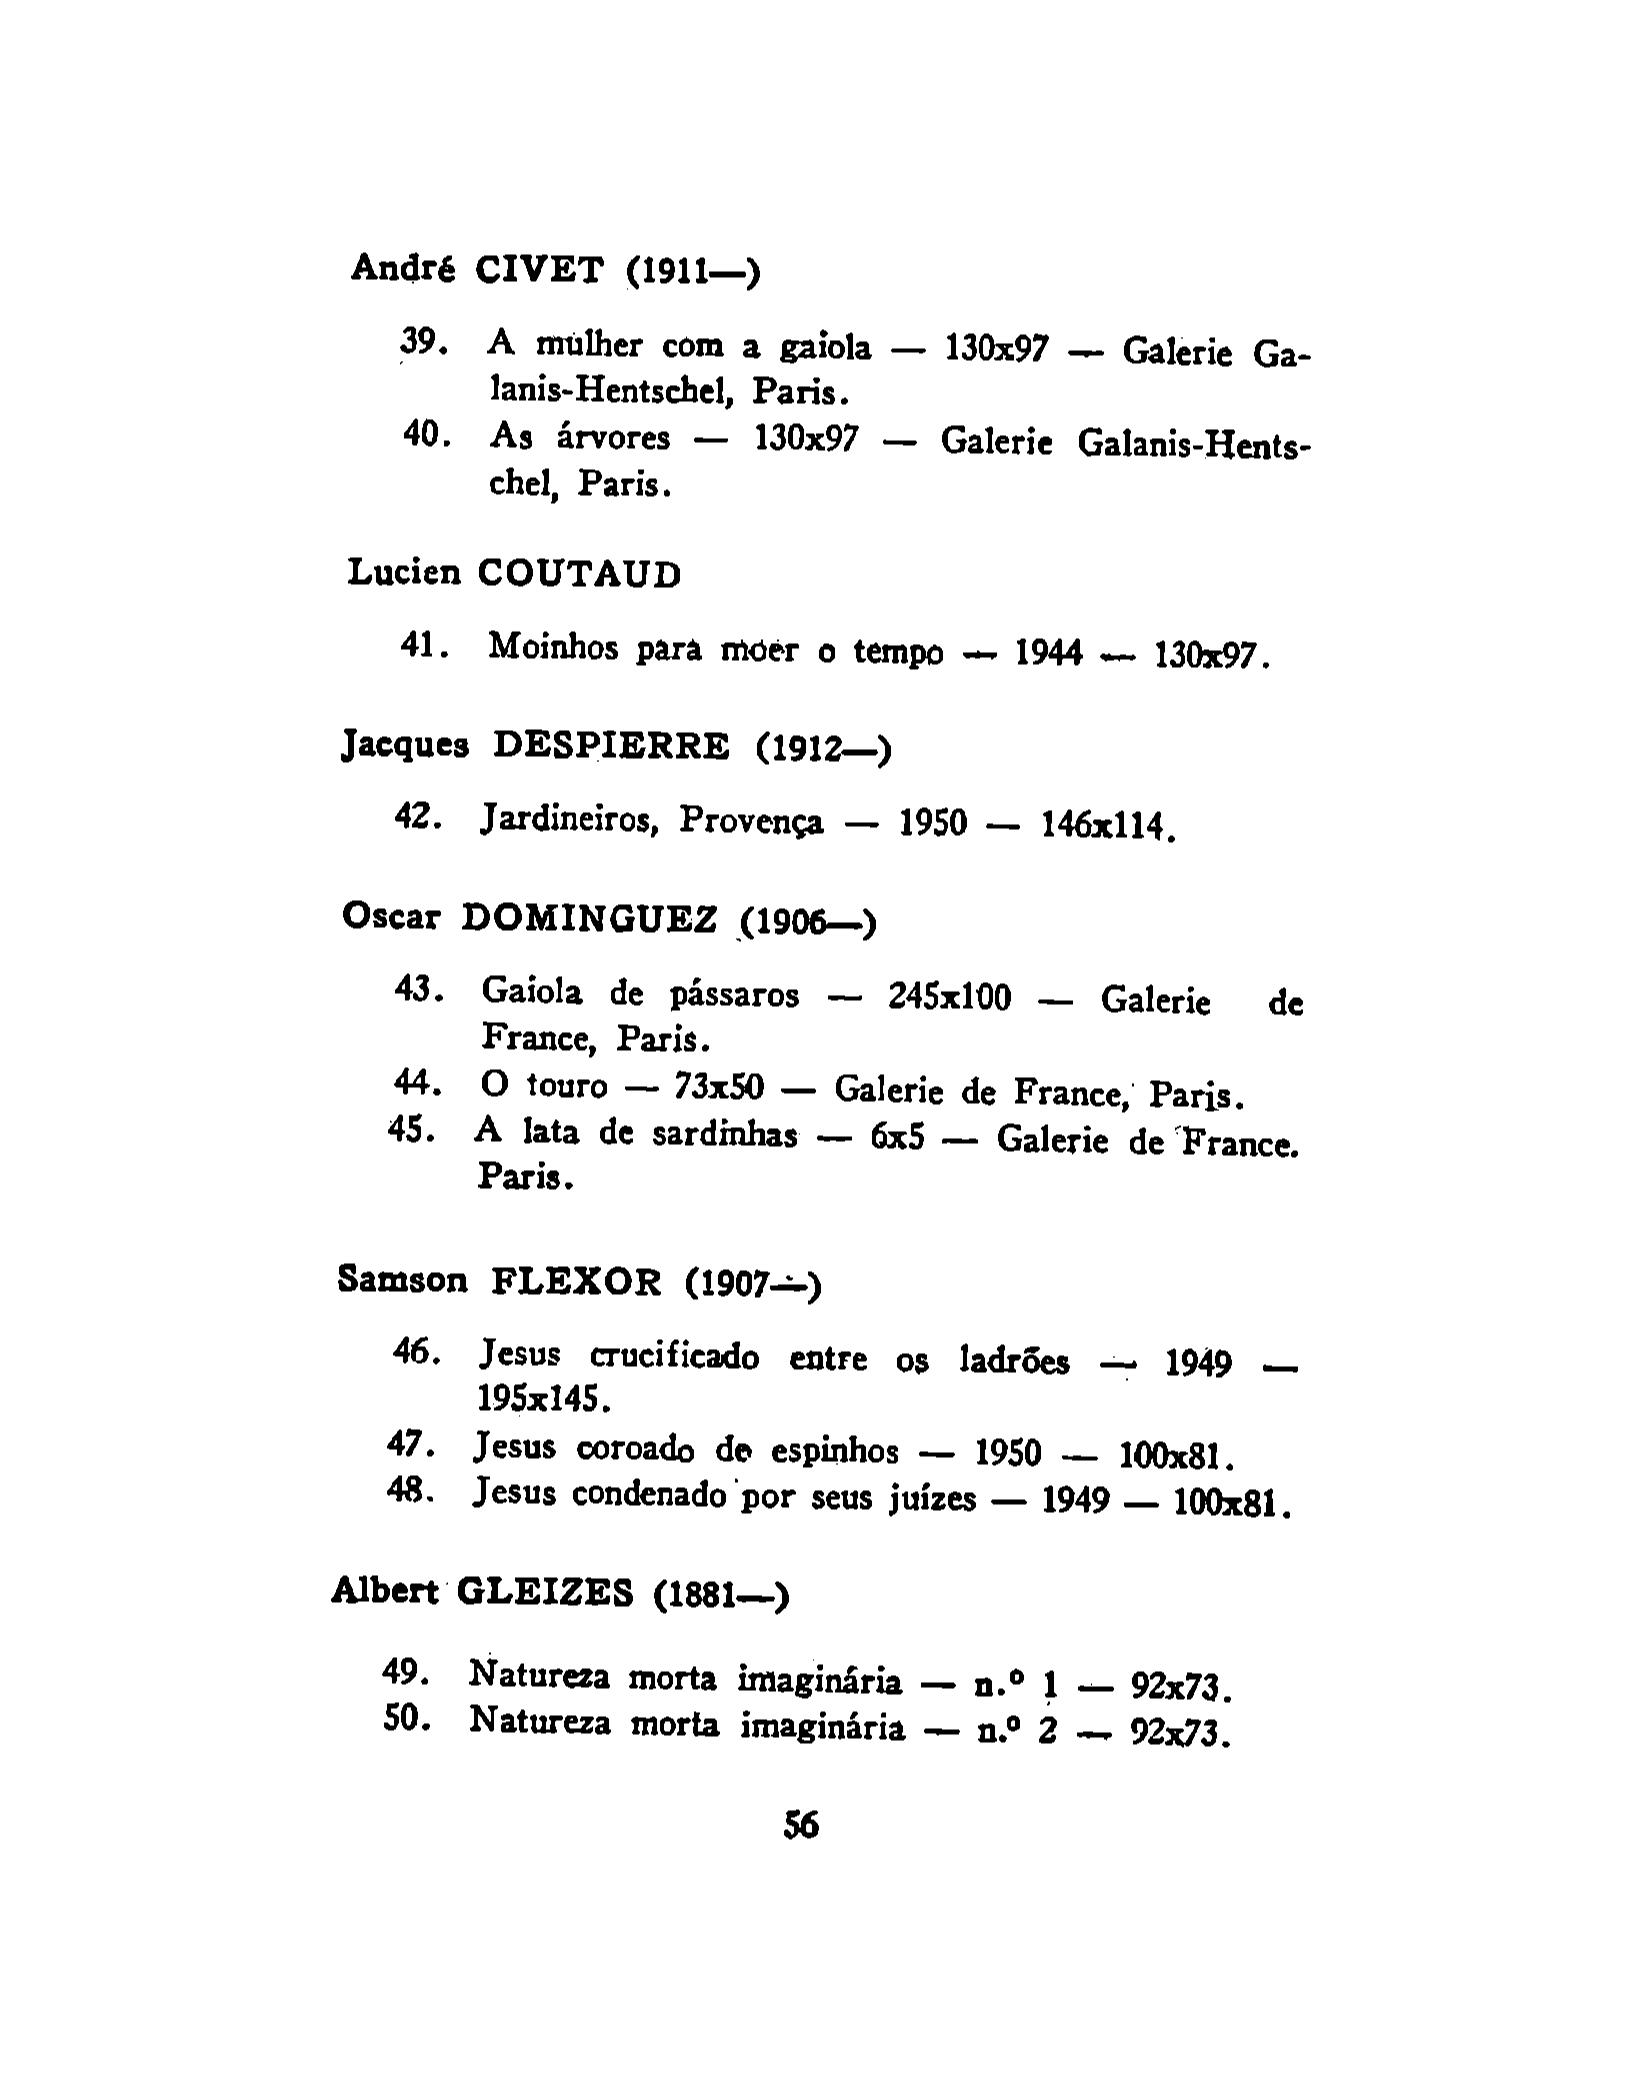 André CIVET (1911—)
39. A mulher com a gaiola — 130x97 — Galerie Ga-
lanis-Hentschel, Paris.
40. As árvores — 130x97 — Galerie Galanis-Hents-
chel, Paris.
Lucien COUTAUD
41. Moinhos para moer o tempo — 1944 — 130x97.
Jacques DESPIERRE (1912—)
42. Jardineiros, Provença — 1950 — 146x114.
Oscar DOMINGUEZ (1906—)
43. Gaiola de pássaros — 245x100 — Galerie de
France, Paris.
44. O touro — 73x50 — Galerie de France, Paris.
45. A lata de sardinhas — 6x5 — Galerie de France.
Paris.
Samson FLEXOR (1907—)
46. Jesus crucificado entre os ladrões — 1949 —
195x145.
47. Jesus coroado de espinhos — 1950 — 100x81.
48. Jesus condenado por seus juízes — 1949 — 100x81.
Albert GLEIZES (1881—)
49. Natureza morta imaginária — n.º 1 — 92x73.
50. Natureza morta imaginária — n.º 2 — 92x73.
56